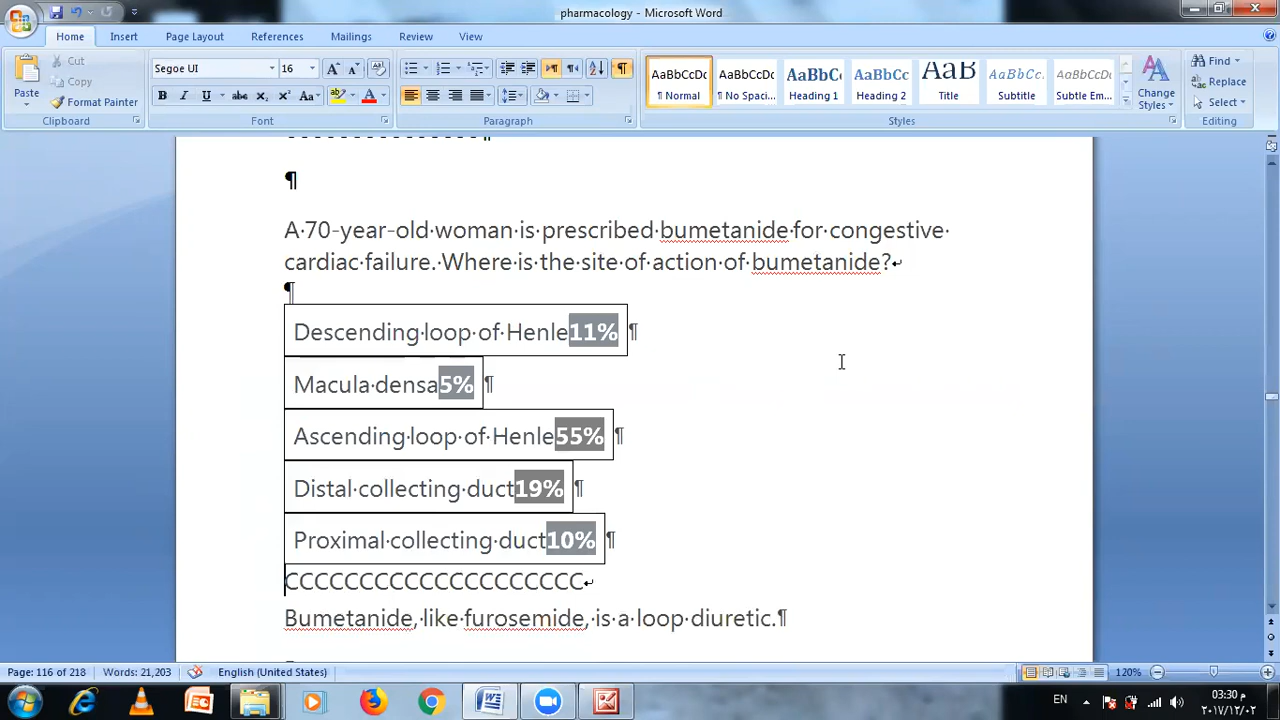 pharmacology - Microsoft Word
Home Insert Page Layout References Mailings Review View
Paste
Cut
Copy
Format Painter
Clipboard
Segoe UI 16
Font
Paragraph
AaBbCcDc ¶ Normal
AaBbCcDc ¶ No Spaci...
AaBbC Heading 1
AaBbCc Heading 2
AaB Title
AaBbCcL Subtitle
AaBbCcDc Subtle Em...
Change Styles
Styles
Find
Replace
Select
Editing
¶
A 70-year-old woman is prescribed bumetanide for congestive
cardiac failure. Where is the site of action of bumetanide?
¶
Descending loop of Henle 11% ¶
Macula densa 5% ¶
Ascending loop of Henle 55% ¶
Distal collecting duct 19% ¶
Proximal collecting duct 10% ¶
CCCCCCCCCCCCCCCCCCCC
Bumetanide, like furosemide, is a loop diuretic.¶
Page: 116 of 218 Words: 21,203 English (United States) 120%
EN
03:30 م
٢٠١٧/١٢/٠٢